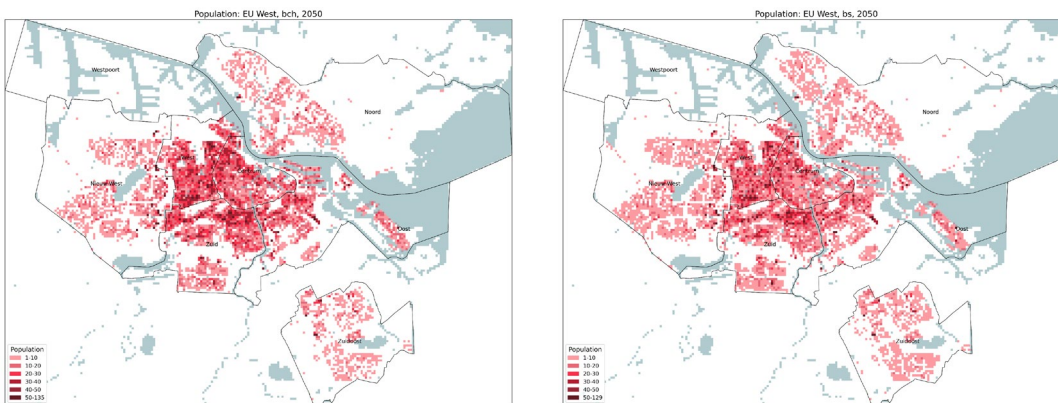 Population: EU West, bch, 2050
Westpoort
Noord
West
Centrum
Nieuw-West
Oost
Zuid
Zuidoost
Population
1-10
10-20
20-30
30-40
40-50
50-135
Population: EU West, bs, 2050
Westpoort
Noord
West
Centrum
Nieuw-West
Oost
Zuid
Zuidoost
Population
1-10
10-20
20-30
30-40
40-50
50-129